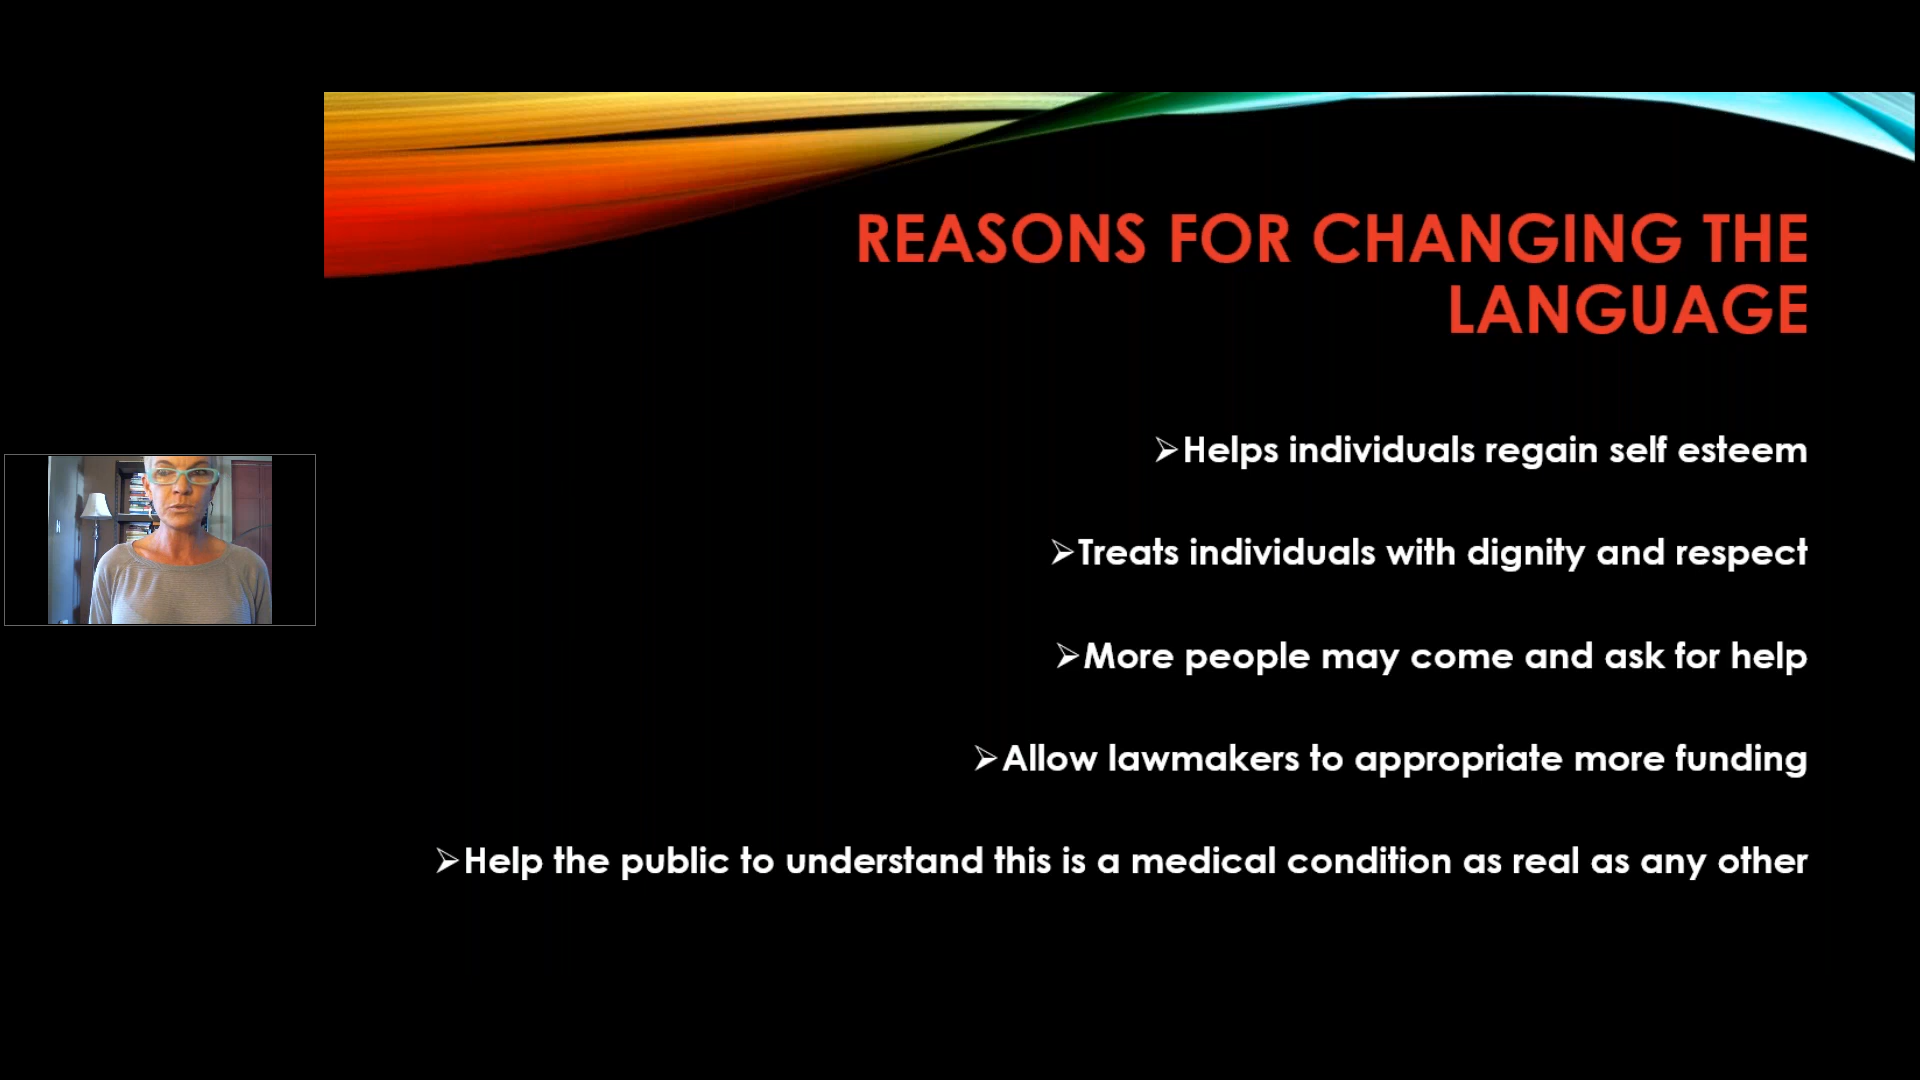 REASONS FOR CHANGING THE
LANGUAGE
➢Helps individuals regain self esteem
➢Treats individuals with dignity and respect
➢More people may come and ask for help
➢Allow lawmakers to appropriate more funding
➢Help the public to understand this is a medical condition as real as any other